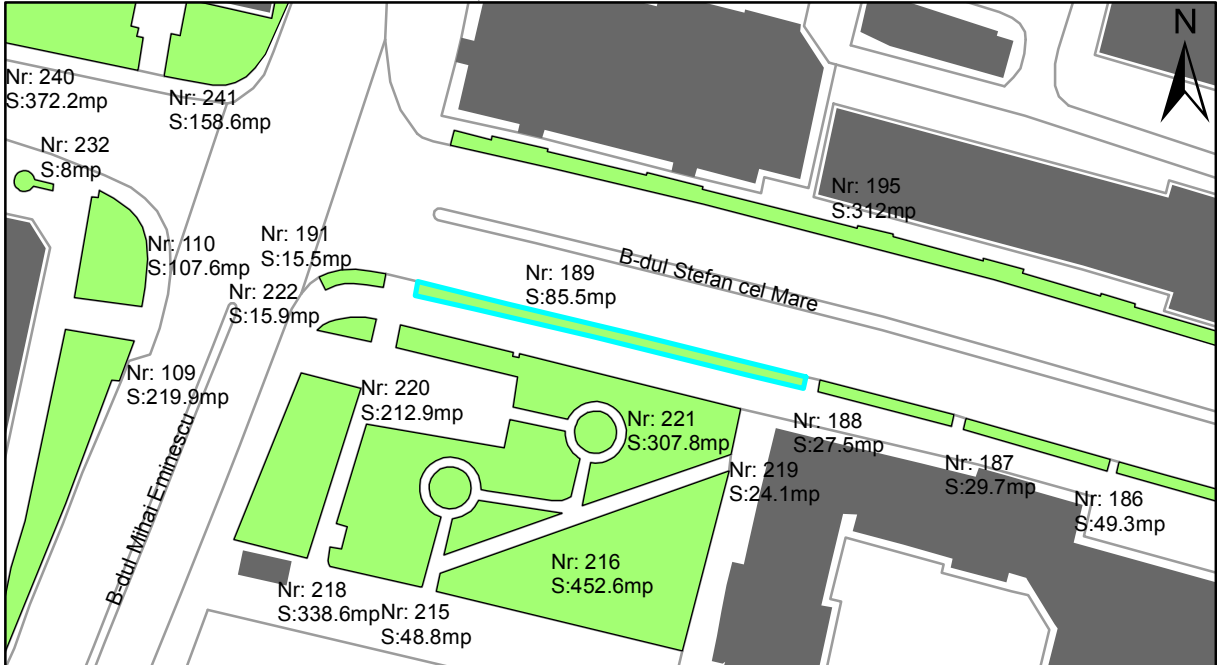 N
Nr: 240
S:372.2mp
Nr: 241
S:158.6mp
Nr: 232
S:8mp
Nr: 195
S:312mp
Nr: 110
S:107.6mp
Nr: 191
S:15.5mp
Nr: 189
S:85.5mp
B-dul Stefan cel Mare
Nr: 222
S:15.9mp
Nr: 109
S:219.9mp
Nr: 220
S:212.9mp
Nr: 221
S:307.8mp
Nr: 188
S:27.5mp
Nr: 219
S:24.1mp
Nr: 187
S:29.7mp
Nr: 186
S:49.3mp
B-dul Mihai Eminescu
Nr: 216
S:452.6mp
Nr: 218
S:338.6mp
Nr: 215
S:48.8mp